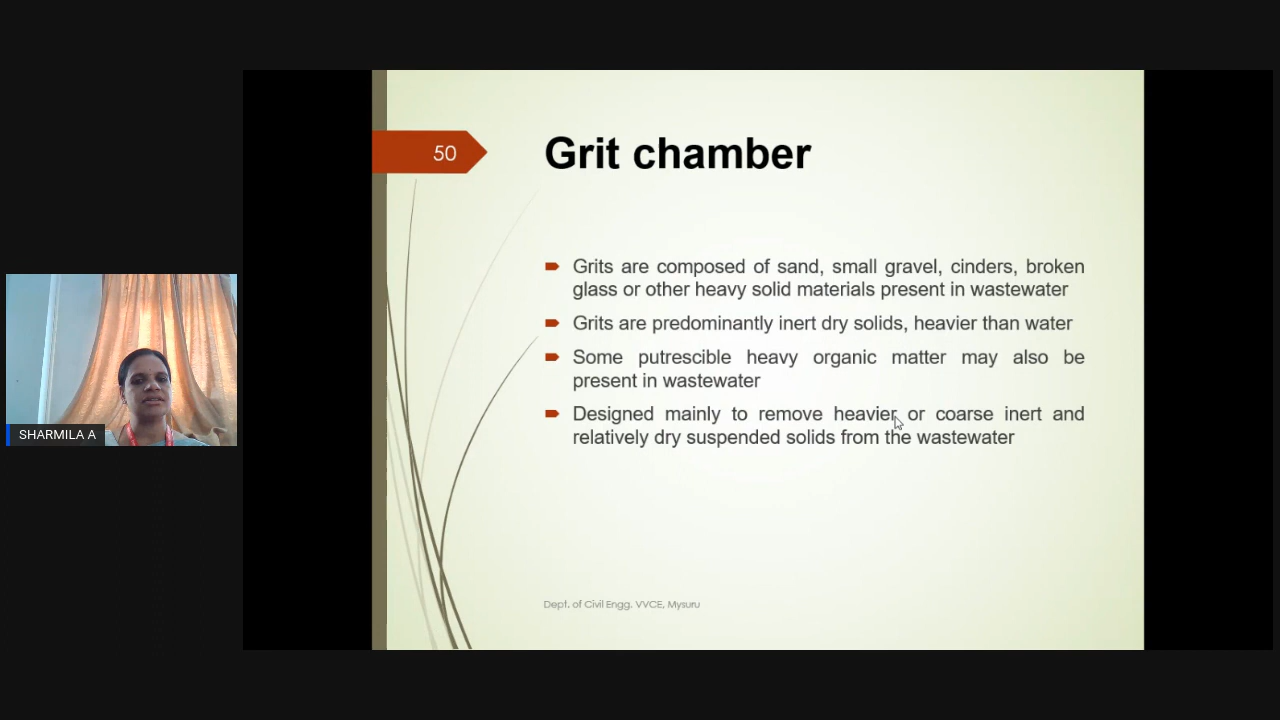 50
Grit chamber
Grits are composed of sand, small gravel, cinders, broken
glass or other heavy solid materials present in wastewater
Grits are predominantly inert dry solids, heavier than water
Some putrescible heavy organic matter may also be
present in wastewater
Designed mainly to remove heavier or coarse inert and
relatively dry suspended solids from the wastewater
SHARMILA A
Dept. of Civil Engg. VVCE, Mysuru